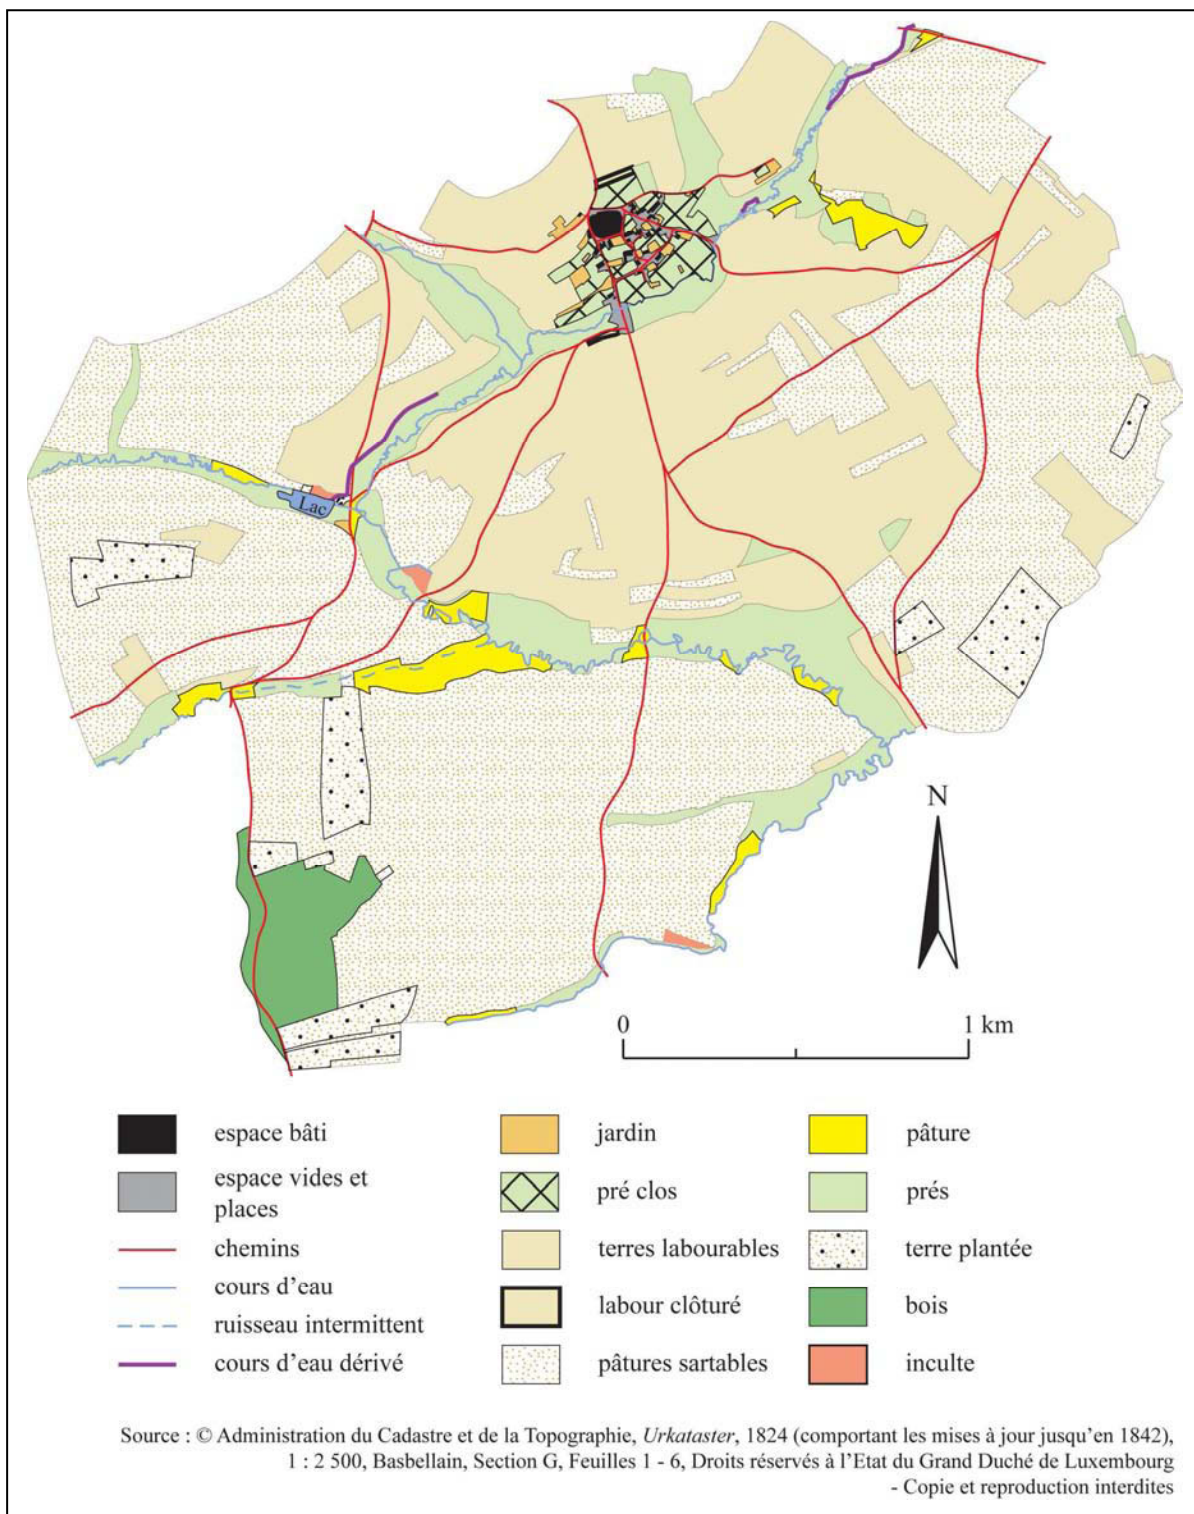 Lac
N
0
1 km
espace bâti
espace vides et
places
chemins
cours d’eau
ruisseau intermittent
cours d’eau dérivé
jardin
pré clos
terres labourables
labour clôturé
pâtures sartables
pâture
prés
terre plantée
bois
inculte
Source : © Administration du Cadastre et de la Topographie, Urkataster, 1824 (comportant les mises à jour jusqu’en 1842),
1 : 2 500, Basbellain, Section G, Feuilles 1 - 6, Droits réservés à l’Etat du Grand Duché de Luxembourg
- Copie et reproduction interdites